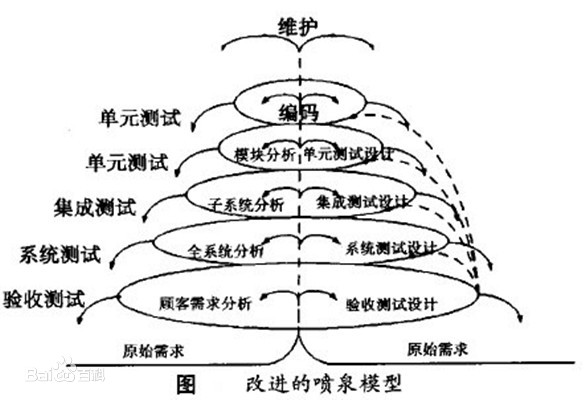 维护
单元测试
编码
单元测试
模块分析 单元测试设计
集成测试
子系统分析 集成测试设计
系统测试
全系统分析 系统测试设计
验收测试
顾客需求分析 验收测试设计
原始需求 原始需求
Baidu百科
图 改进的喷泉模型